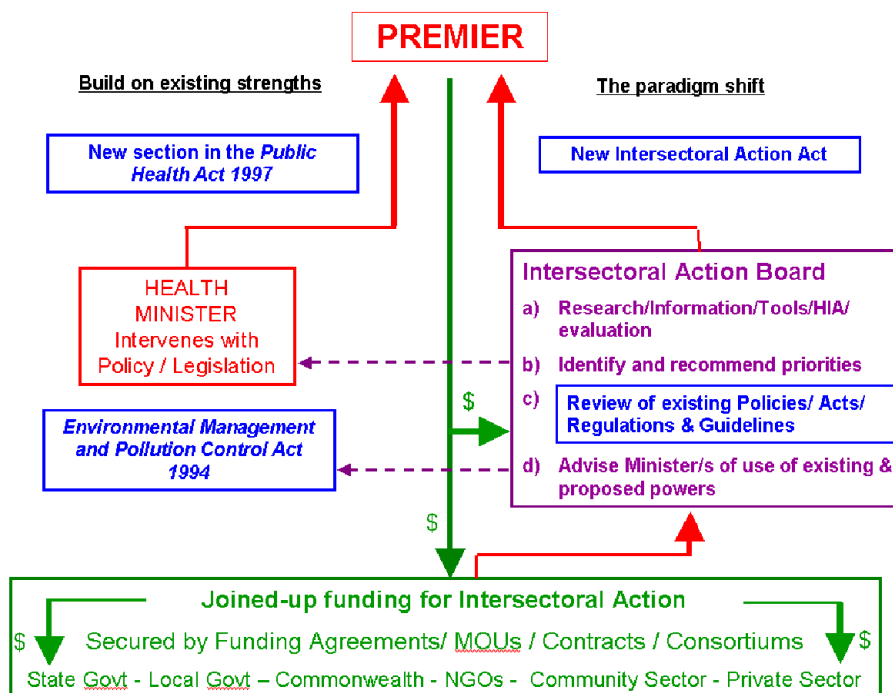 PREMIER
Build on existing strengths
The paradigm shift
New section in the Public
Health Act 1997
New Intersectoral Action Act
HEALTH
MINISTER
Intervenes with
Policy / Legislation
Intersectoral Action Board
a) Research/Information/Tools/HIA/
evaluation
b) Identify and recommend priorities
$
c) Review of existing Policies/ Acts/
Regulations & Guidelines
Environmental Management
and Pollution Control Act
1994
d) Advise Minister/s of use of existing &
proposed powers
$
Joined-up funding for Intersectoral Action
$ Secured by Funding Agreements/ MOUs / Contracts / Consortiums $
State Govt - Local Govt – Commonwealth - NGOs - Community Sector - Private Sector